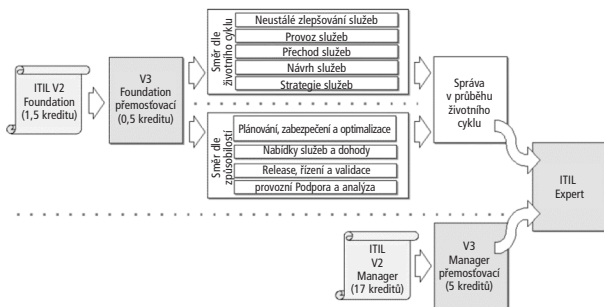 ITIL V2
Foundation
(1,5 kreditu)
V3
Foundation
přemosťovací
(0,5 kreditu)
Směr dle
životního cyklu
Neustálé zlepšování služeb
Provoz služeb
Přechod služeb
Návrh služeb
Strategie služeb
Směr dle
způsobilostí
Plánování, zabezpečení a optimalizace
Nabídky služeb a dohody
Release, řízení a validace
provozní Podpora a analýza
Správa
v průběhu
životního
cyklu
ITIL
Expert
ITIL
V2
Manager
(17 kreditů)
V3
Manager
přemosťovací
(5 kreditů)